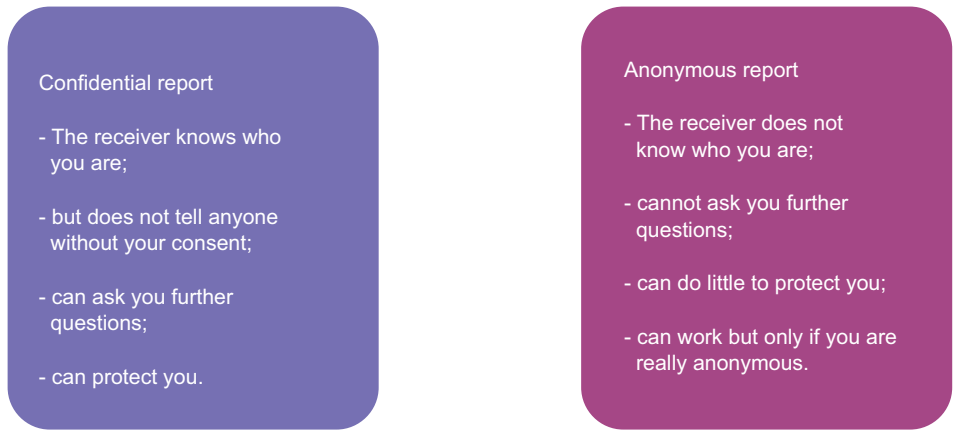 Confidential report
- The receiver knows who
you are;
- but does not tell anyone
without your consent;
- can ask you further
questions;
- can protect you.
Anonymous report
- The receiver does not
know who you are;
- cannot ask you further
questions;
- can do little to protect you;
- can work but only if you are
really anonymous.